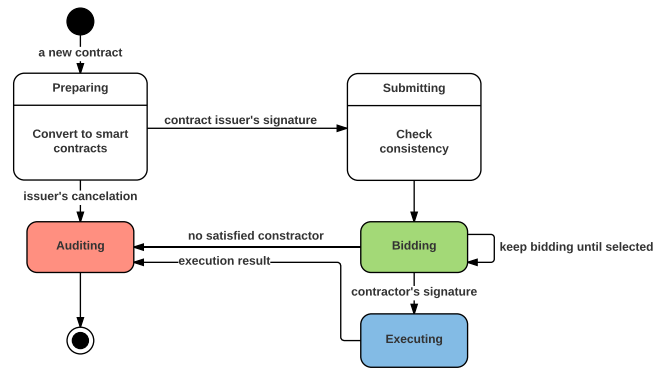 a new contract
Preparing
Submitting
Convert to smart
contracts
contract issuer's signature
Check
consistency
issuer's cancelation
Auditing
no satisfied constractor
Bidding
keep bidding until selected
execution result
contractor's signature
Executing